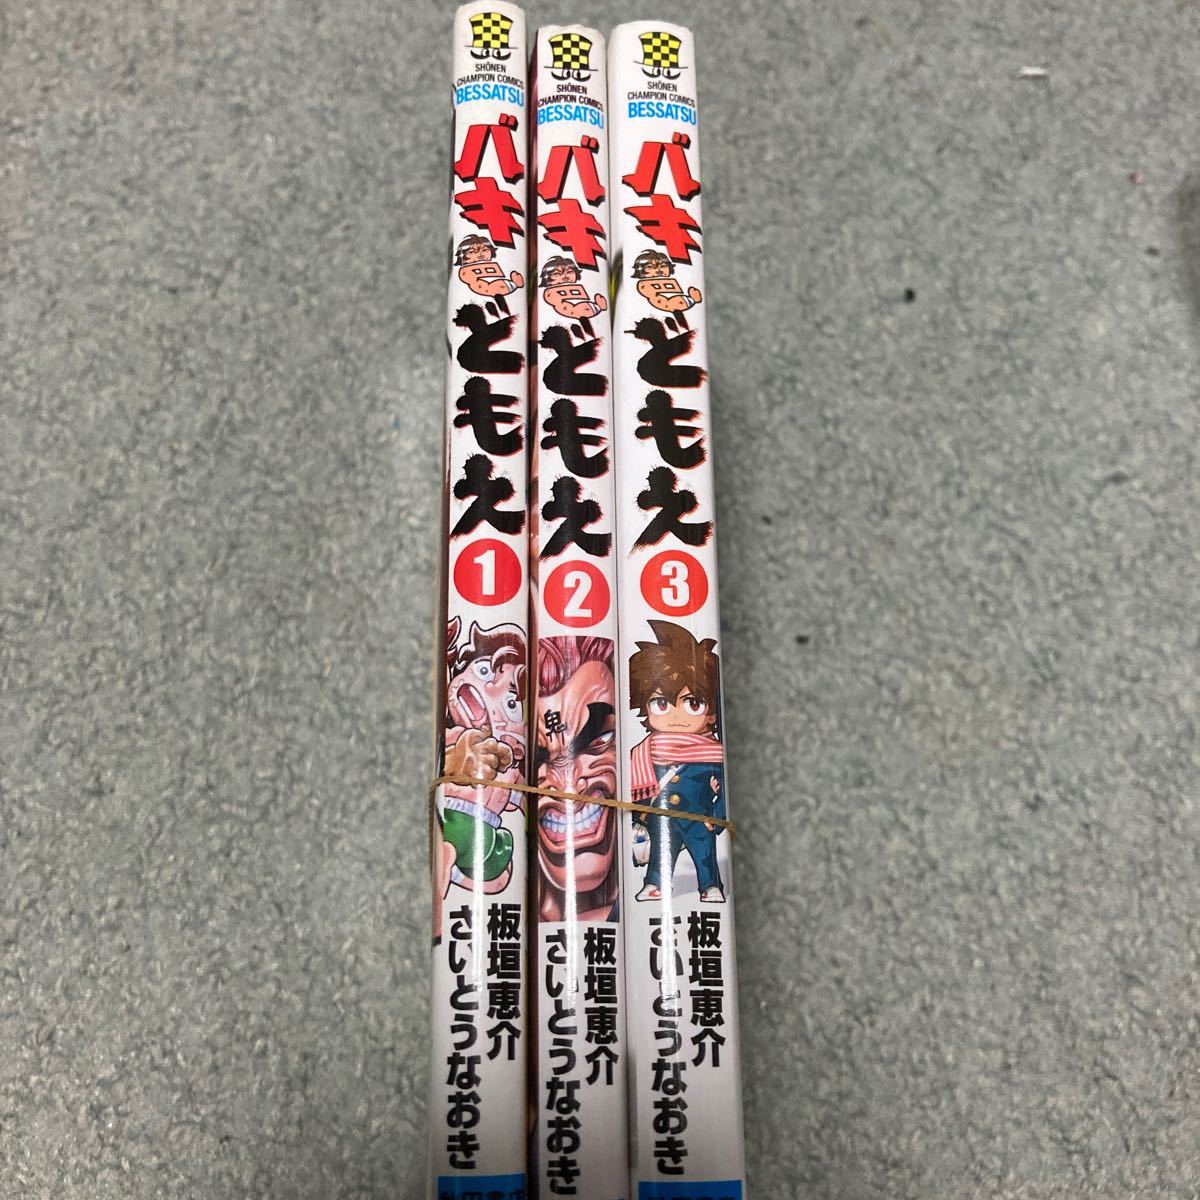 SHŌNEN
CHAMPION COMICS
BESSATSU
バキ
どもえ
1
板垣恵介
さいとうなおき
SHŌNEN
CHAMPION COMICS
BESSATSU
バキ
どもえ
2
鬼
板垣恵介
さいとうなおき
SHŌNEN
CHAMPION COMICS
BESSATSU
バキ
どもえ
3
板垣恵介
さいとうなおき